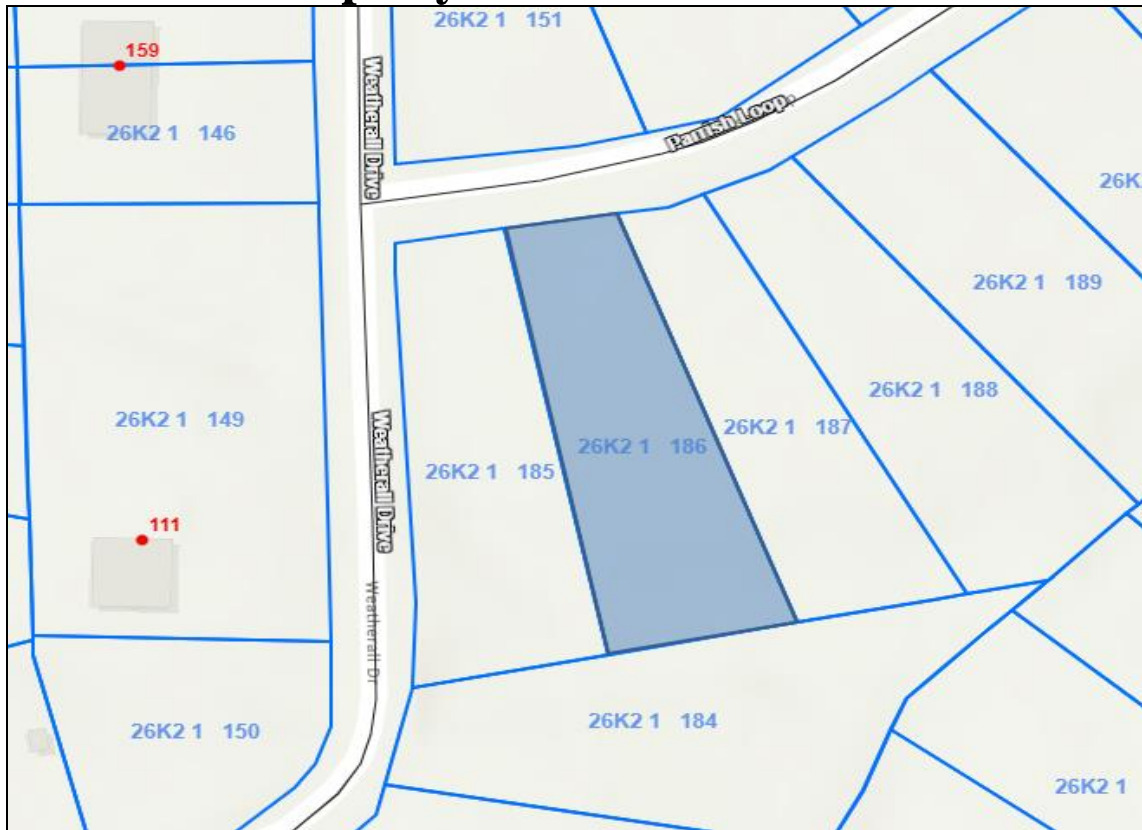 26K2 1 151
159
Weatherall Drive
26K2 1 146
Parrish Loop
26K
26K2 1 189
26K2 1 188
26K2 1 149
26K2 1 187
26K2 1 186
Weatherall Drive
26K2 1 185
111
Weatherall Dr
26K2 1 184
26K2 1 150
26K2 1